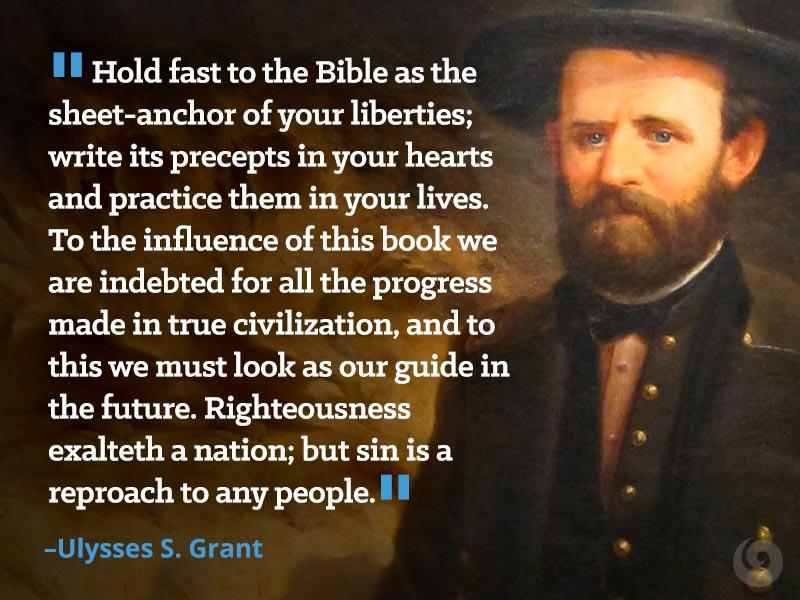 "Hold fast to the Bible as the
sheet-anchor of your liberties;
write its precepts in your hearts
and practice them in your lives.
To the influence of this book we
are indebted for all the progress
made in true civilization, and to
this we must look as our guide in
the future. Righteousness
exalteth a nation; but sin is a
reproach to any people."
–Ulysses S. Grant